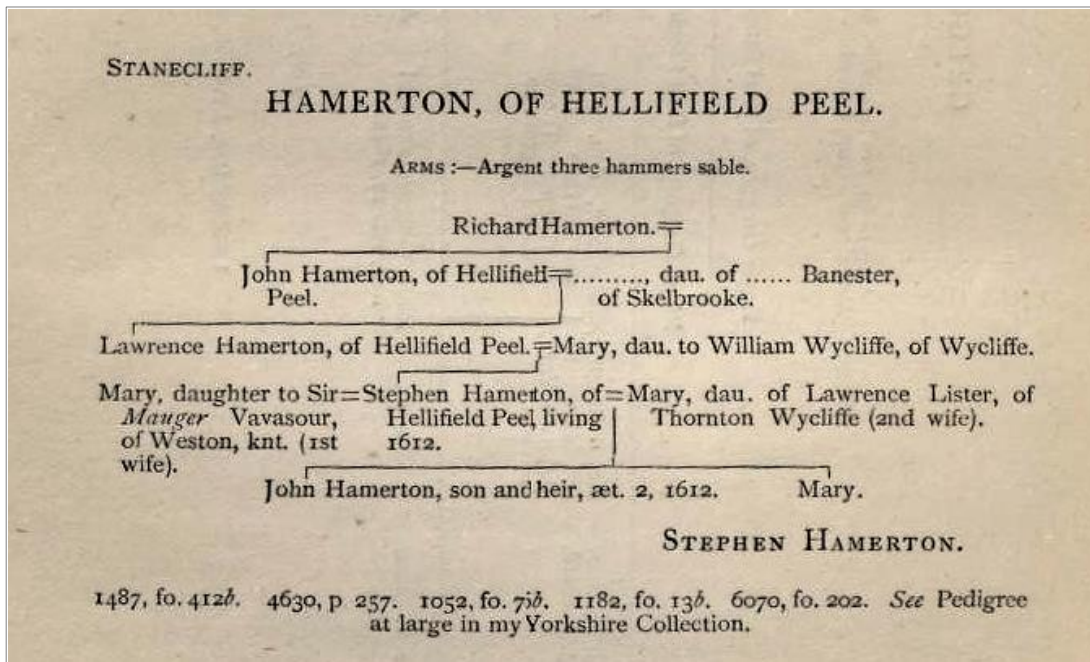 STANECLIFF.
HAMERTON, OF HELLIFIELD PEEL.
ARMS :—Argent three hammers sable.
Richard Hamerton.
John Hamerton, of Hellifield = ........., dau. of ...... Banester,
Peel. of Skelbrooke.
Lawrence Hamerton, of Hellifield Peel. = Mary, dau. to William Wycliffe, of Wycliffe.
Mary, daughter to Sir = Stephen Hamerton, of = Mary, dau. of Lawrence Lister, of
Mauger Vavasour, Hellifield Peel, living Thornton Wycliffe (2nd wife).
of Weston, knt. (1st 1612.
wife).
John Hamerton, son and heir, æt. 2, 1612. Mary.
STEPHEN HAMERTON.
1487, fo. 412b. 4630, p 257. 1052, fo. 1182, fo. 13b. 6070, fo. 202. See Pedigree
at large in my Yorkshire Collection.